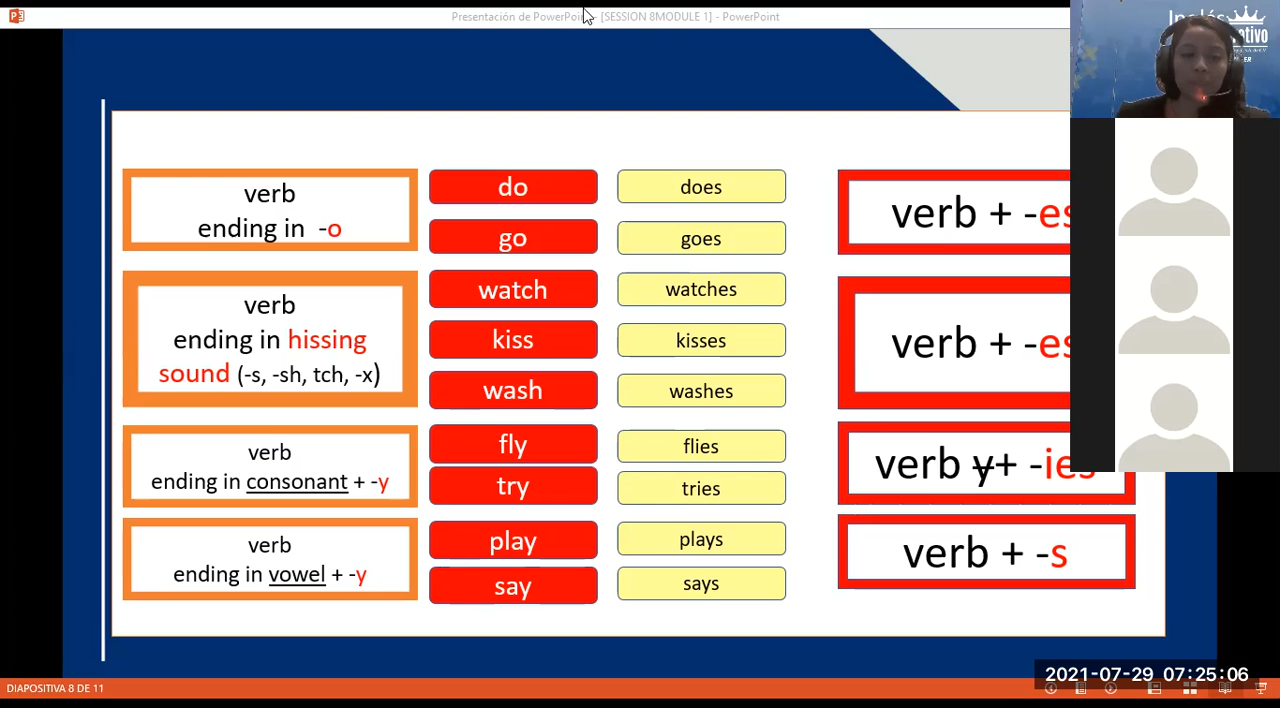 Presentación de PowerPoint - [SESSION 8MODULE 1] - PowerPoint
Inglés
verb
ending in -o
do
does
go
goes
verb + -es
verb
ending in hissing
sound (-s, -sh, tch, -x)
watch
watches
kiss
kisses
wash
washes
verb + -es
verb
ending in consonant + -y
fly
flies
try
tries
verb y+ -ies
verb
ending in vowel + -y
play
plays
say
says
verb + -s
2021-07-29 07:25:06
DIAPOSITIVA 8 DE 11